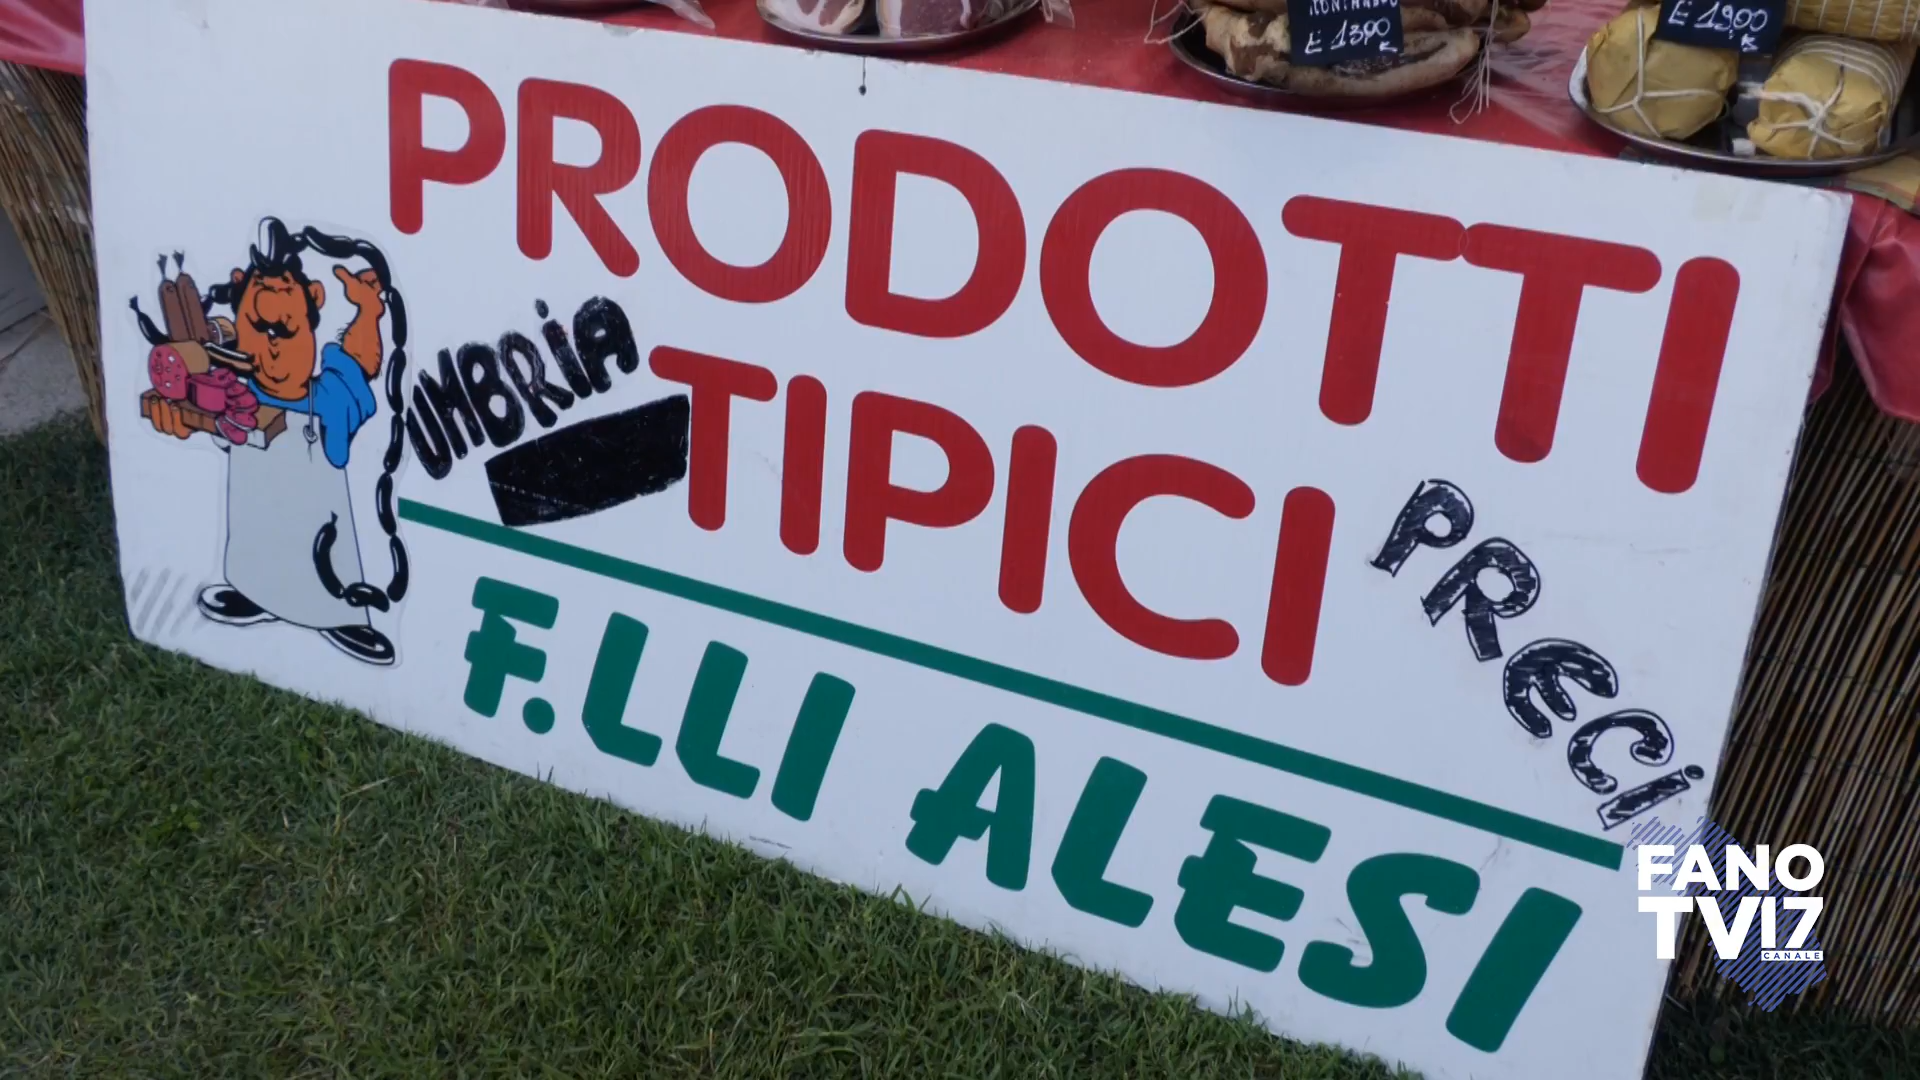 £ 13,90
£ 19,00
PRODOTTI
UMBRiA
TIPICI
PRECi
F.LLI ALESI
FANO
TV17
CANALE